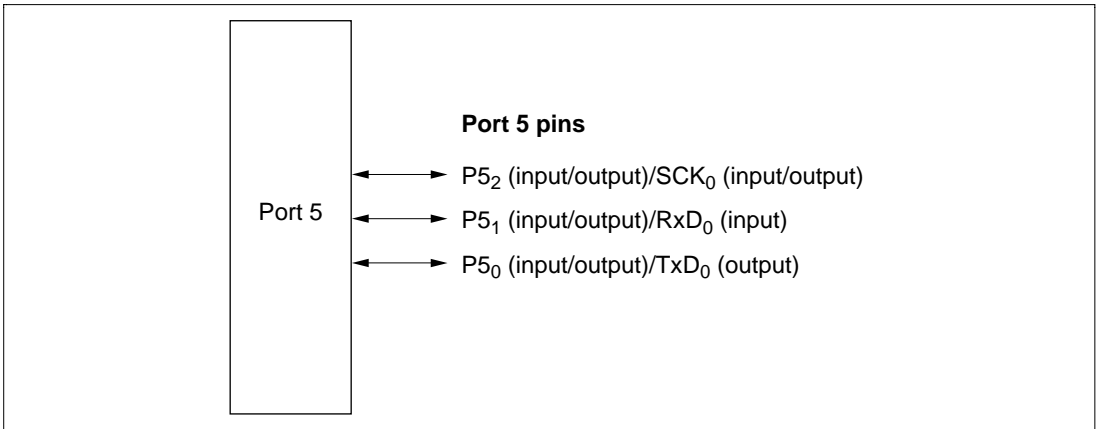 Port 5 pins
P5₂ (input/output)/SCK₀ (input/output)
Port 5
P5₁ (input/output)/RxD₀ (input)
P5₀ (input/output)/TxD₀ (output)